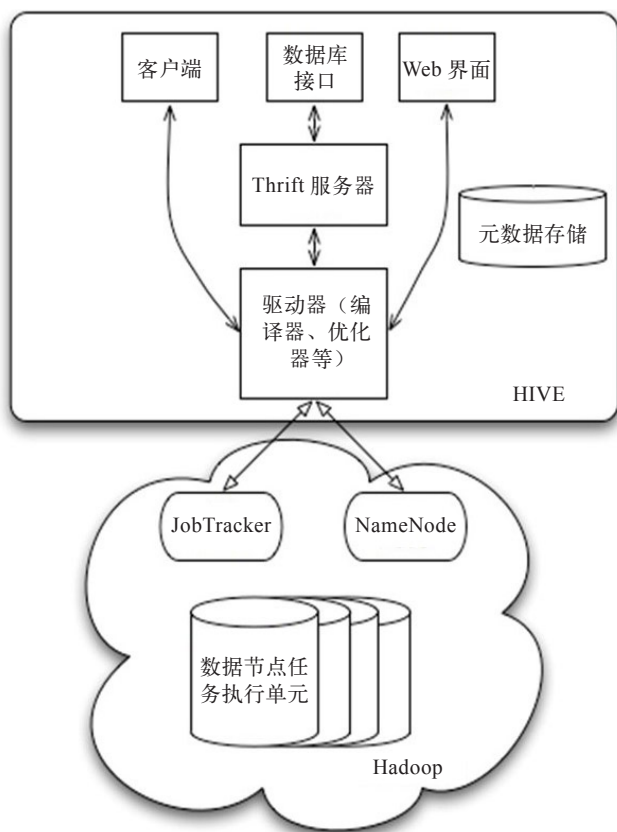 客户端
数据库
接口
Web 界面
Thrift 服务器
元数据存储
驱动器（编
译器、优化
器等）
HIVE
JobTracker
NameNode
数据节点任
务执行单元
Hadoop